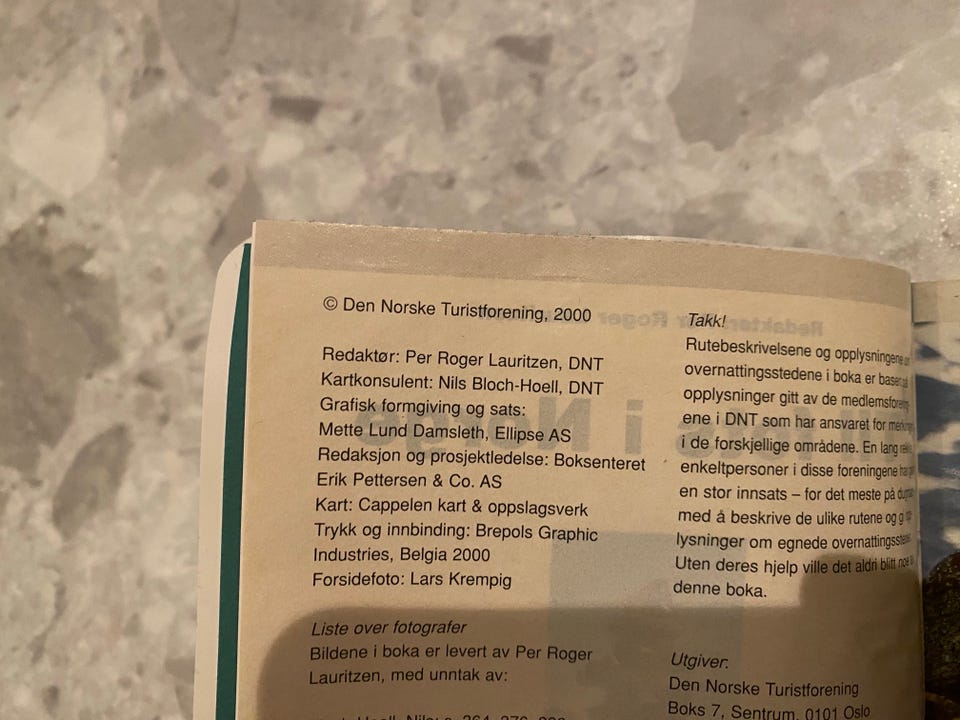 © Den Norske Turistforening, 2000
Redaktør: Per Roger Lauritzen, DNT
Kartkonsulent: Nils Bloch-Hoell, DNT
Grafisk formgiving og sats:
Mette Lund Damsleth, Ellipse AS
Redaksjon og prosjektledelse: Boksenteret
Erik Pettersen & Co. AS
Kart: Cappelen kart & oppslagsverk
Trykk og innbinding: Brepols Graphic
Industries, Belgia 2000
Forsidefoto: Lars Krempig
Liste over fotografer
Bildene i boka er levert av Per Roger
Lauritzen, med unntak av:
Takk!
Rutebeskrivelsene og opplysningene
overnattingsstedene i boka er basert
opplysninger gitt av de
ene i DNT som har ansvaret for
i de forskjellige områdene. En lang
enkeltpersoner i disse foreningene
en stor innsats – for det meste på
med å beskrive de ulike rutene og
lysninger om egnede
Uten deres hjelp ville det aldri blitt noe
denne boka.
Utgiver:
Den Norske Turistforening
Boks 7, Sentrum, 0101 Oslo